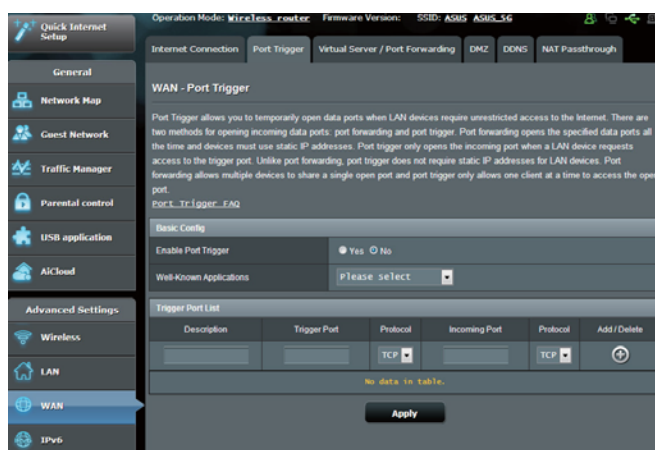 Quick Internet
Setup
General
Network Map
Guest Network
Traffic Manager
Parental control
USB application
AiCloud
Advanced Settings
Wireless
LAN
WAN
IPv6
Operation Mode: Wireless router Firmware Version: SSID: ASUS ASUS_5G
Internet Connection Port Trigger Virtual Server / Port Forwarding DMZ DDNS NAT Passthrough
WAN - Port Trigger
Port Trigger allows you to temporarily open data ports when LAN devices require unrestricted access to the Internet. There are
two methods for opening incoming data ports: port forwarding and port trigger. Port forwarding opens the specified data ports all
the time and devices must use static IP addresses. Port trigger only opens the incoming port when a LAN device requests
access to the trigger port. Unlike port forwarding, port trigger does not require static IP addresses for LAN devices. Port
forwarding allows multiple devices to share a single open port and port trigger only allows one client at a time to access the open
port.
Port Trigger FAQ
Basic Config
Enable Port Trigger Yes No
Well-Known Applications Please select
Trigger Port List
Description Trigger Port Protocol Incoming Port Protocol Add / Delete
TCP TCP
No data in table.
Apply